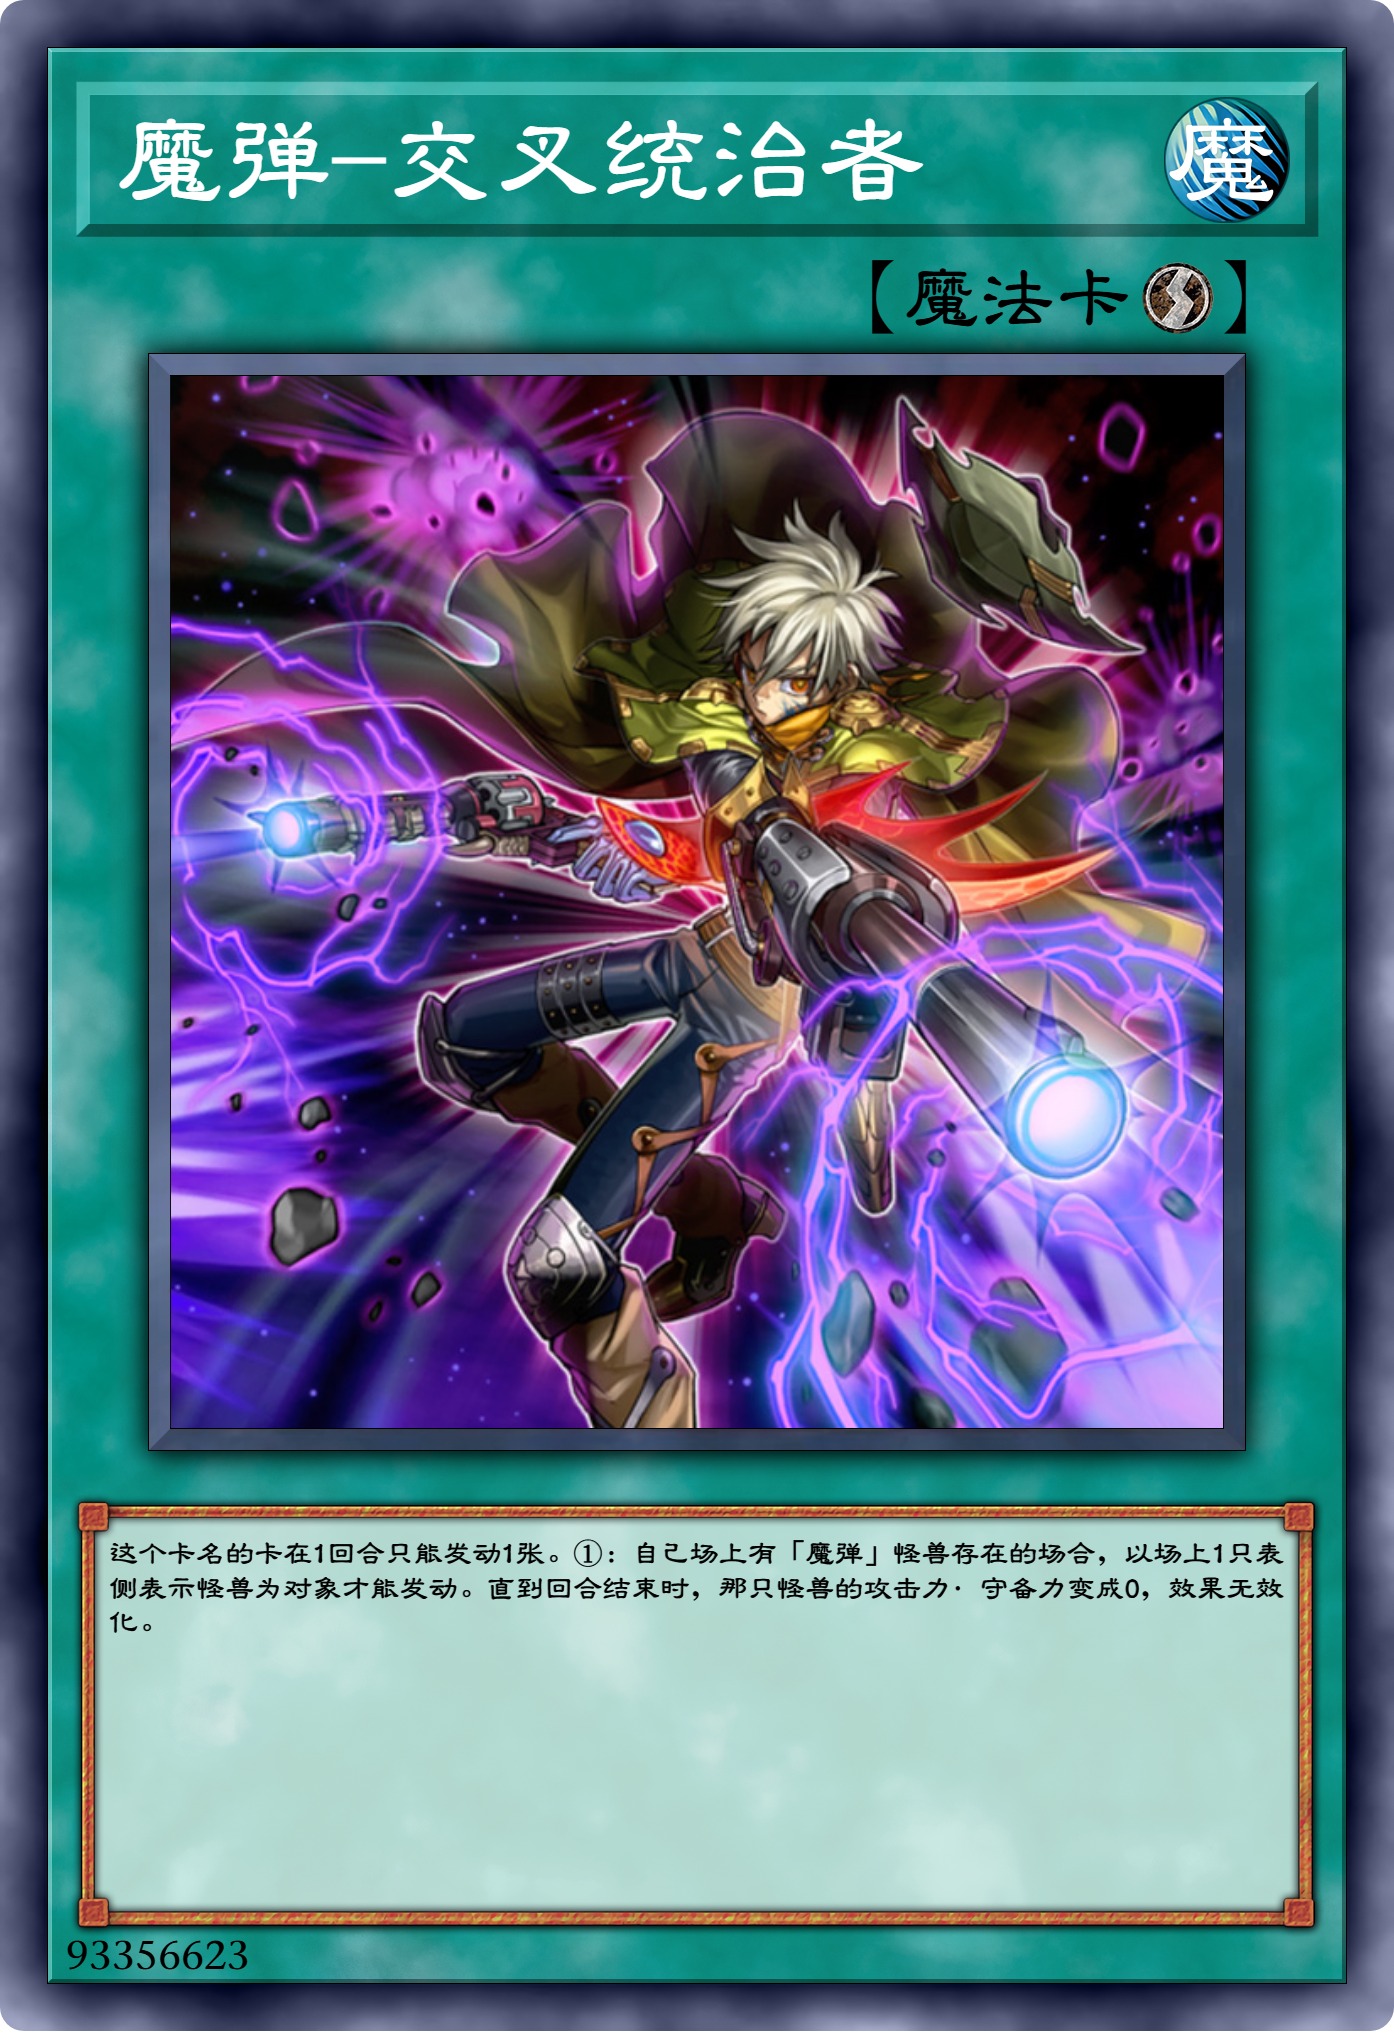 魔弹-交叉统治者
魔
【魔法卡】
这个卡名的卡在1回合只能发动1张。①：自己场上有「魔弹」怪兽存在的场合，以场上1只表
侧表示怪兽为对象才能发动。直到回合结束时，那只怪兽的攻击力·守备力变成0，效果无效
化。
93356623